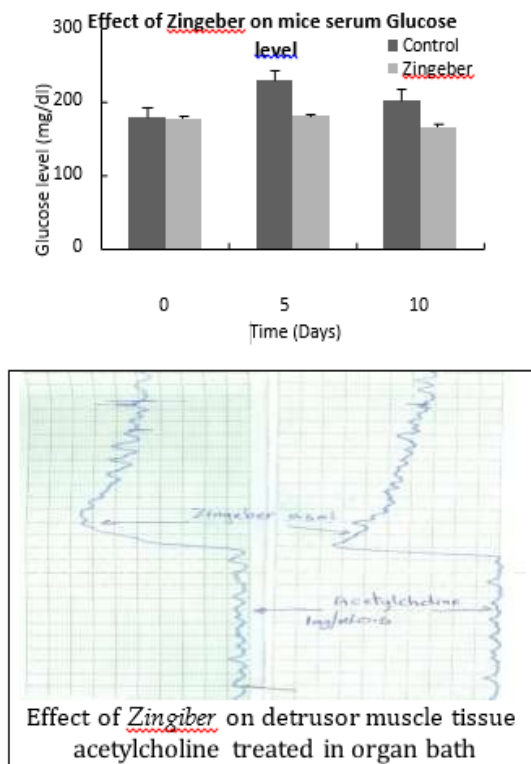 Effect of Zingeber on mice serum Glucose
level
Control
Zingeber
300
200
100
0
Glucose level (mg/dl)
0 5 10
Time (Days)
Zingeber
Acetylcholine
Effect of Zingiber on detrusor muscle tissue
acetylcholine treated in organ bath